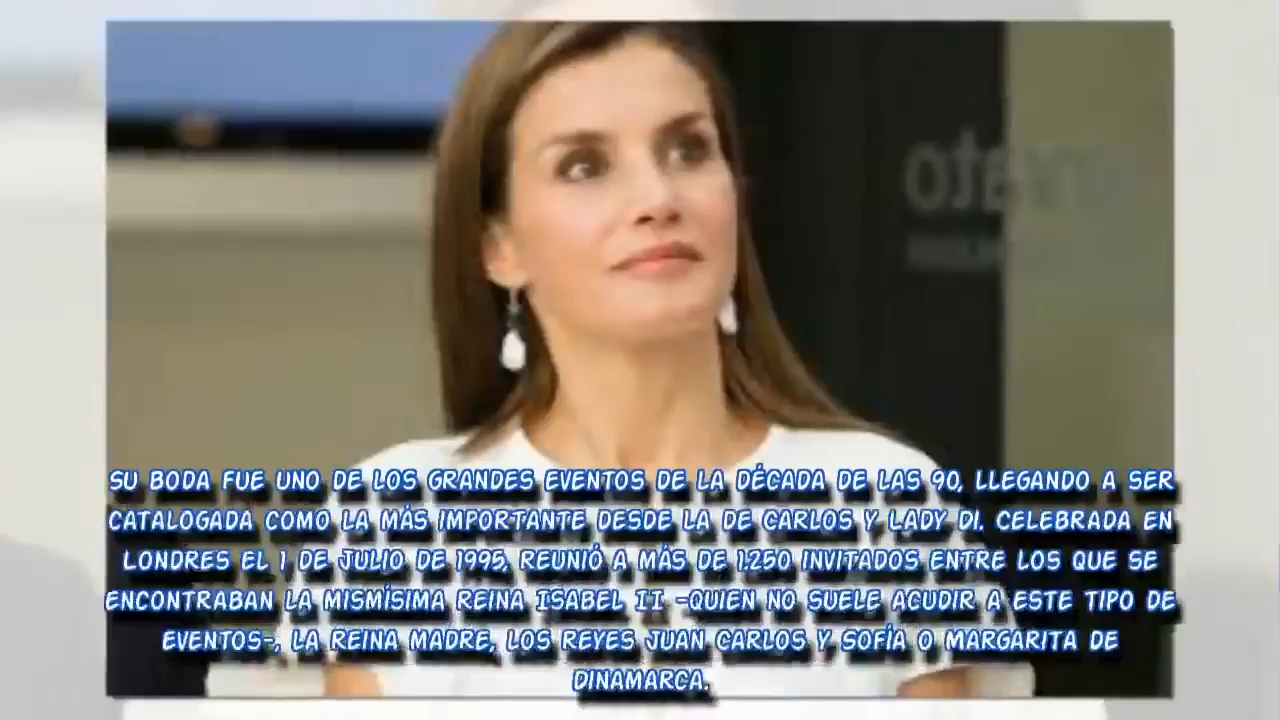 SU BODA FUE UNO DE LOS GRANDES EVENTOS DE LA DÉCADA DE LAS 90, LLEGANDO A SER
CATALOGADA COMO LA MÁS IMPORTANTE DESDE LA DE CARLOS Y LADY DI. CELEBRADA EN
LONDRES EL 1 DE JULIO DE 1995, REUNIÓ A MÁS DE 1.250 INVITADOS ENTRE LOS QUE SE
ENCONTRABAN LA MISMÍSIMA REINA ISABEL II -QUIEN NO SUELE ACUDIR A ESTE TIPO DE
EVENTOS-, LA REINA MADRE, LOS REYES JUAN CARLOS Y SOFÍA O MARGARITA DE
DINAMARCA.